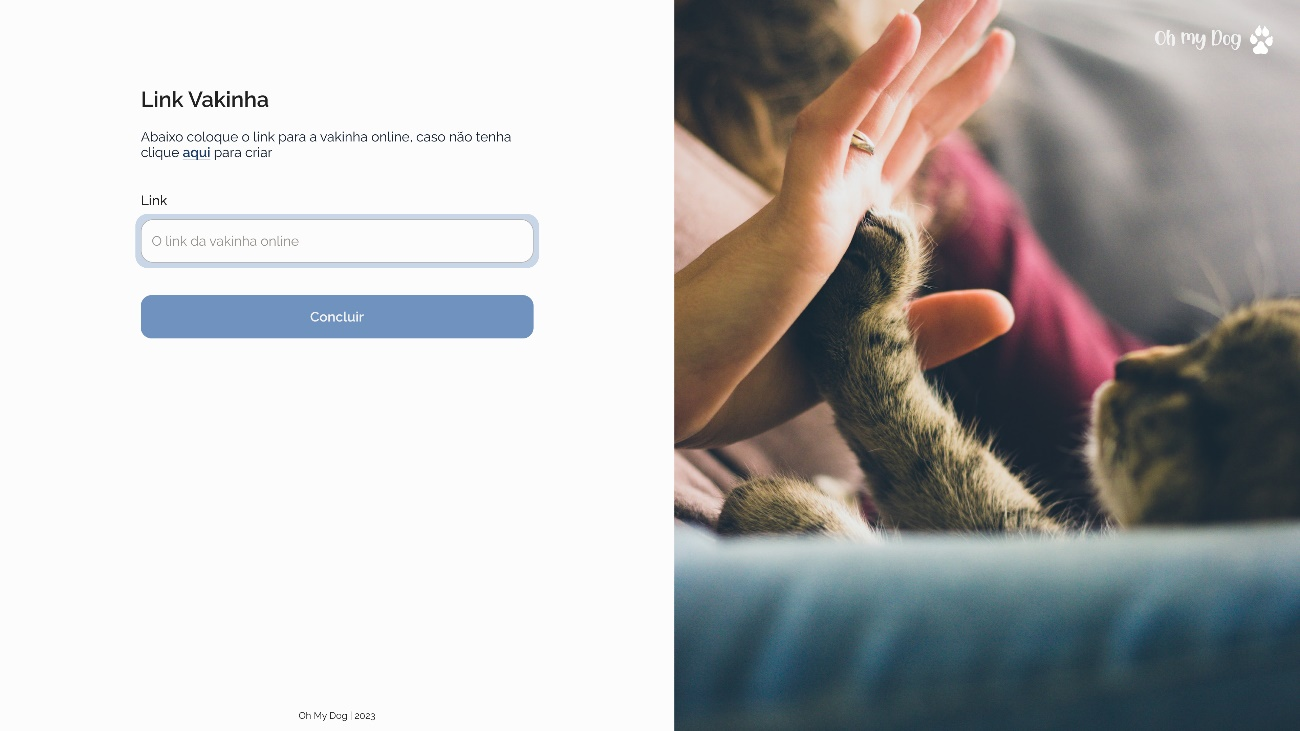 Oh my Dog
Link Vakinha
Abaixo coloque o link para a vakinha online, caso não tenha
clique aqui para criar
Link
O link da vakinha online
Concluir
Oh My Dog | 2023